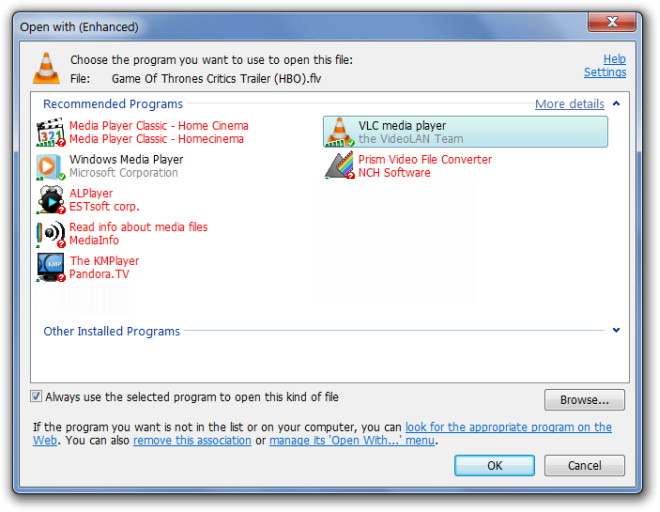 Open with (Enhanced)
Choose the program you want to use to open this file:
Help
File: Game Of Thrones Critics Trailer (HBO).flv
Settings
Recommended Programs
More details
Media Player Classic - Home Cinema
Media Player Classic - Homecinema
VLC media player
the VideoLAN Team
Windows Media Player
Microsoft Corporation
Prism Video File Converter
NCH Software
ALPlayer
ESTsoft corp.
Read info about media files
MediaInfo
The KMPlayer
Pandora.TV
Other Installed Programs
Always use the selected program to open this kind of file
Browse...
If the program you want is not in the list or on your computer, you can look for the appropriate program on the
Web. You can also remove this association or manage its 'Open With...' menu.
OK
Cancel